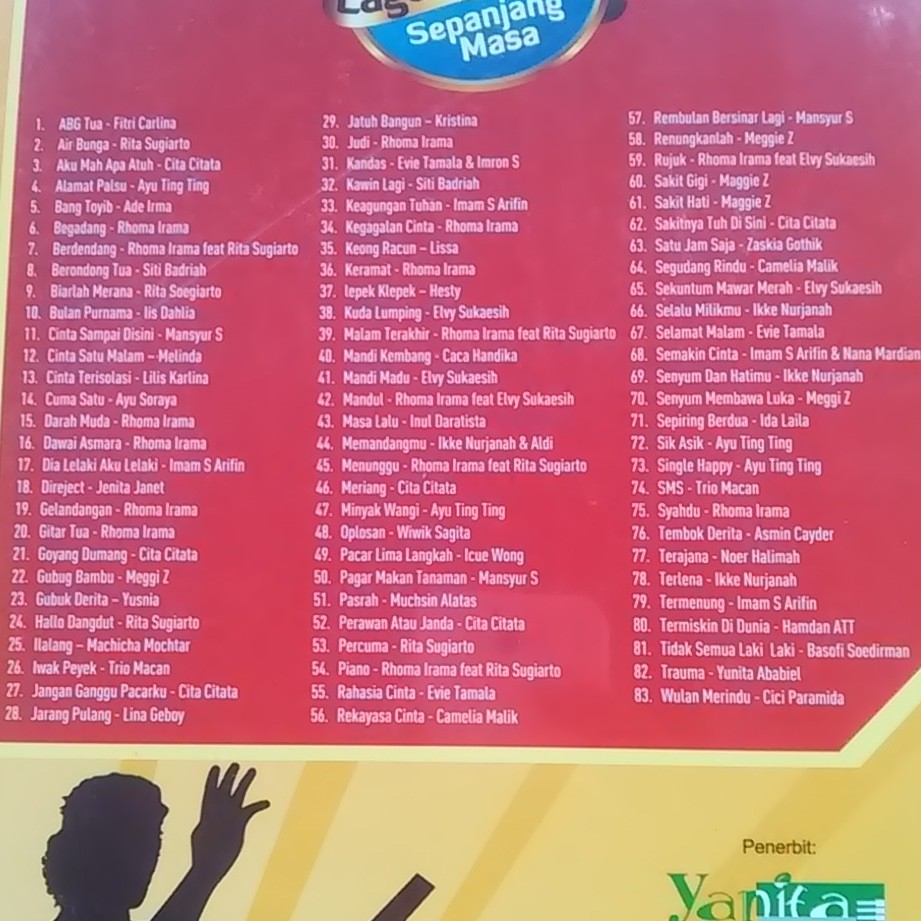 Sepanjang
Masa
1. ABG Tua - Fitri Carlina
2. Air Bunga - Rita Sugiarto
3. Aku Mah Apa Atuh - Cita Citata
4. Alamat Palsu - Ayu Ting Ting
5. Bang Toyib - Ade Irma
6. Begadang - Rhoma Irama
7. Berdendang - Rhoma Irama feat Rita Sugiarto
8. Berondong Tua - Siti Badriah
9. Biarlah Merana - Rita Soegiarto
10. Bulan Purnama - Iis Dahlia
11. Cinta Sampai Disini - Mansyur S
12. Cinta Satu Malam – Melinda
13. Cinta Terisolasi - Lilis Karlina
14. Cuma Satu - Ayu Soraya
15. Darah Muda - Rhoma Irama
16. Dawai Asmara - Rhoma Irama
17. Dia Lelaki Aku Lelaki - Imam S Arifin
18. Direject - Jenita Janet
19. Gelandangan - Rhoma Irama
20. Gitar Tua - Rhoma Irama
21. Goyang Dumang - Cita Citata
22. Gubug Bambu - Meggi Z
23. Gubuk Derita – Yusnia
24. Hallo Dangdut - Rita Sugiarto
25. Ilalang – Machicha Mochtar
26. Iwak Peyek - Trio Macan
27. Jangan Ganggu Pacarku - Cita Citata
28. Jarang Pulang - Lina Geboy
29. Jatuh Bangun – Kristina
30. Judi - Rhoma Irama
31. Kandas - Evie Tamala & Imron S
32. Kawin Lagi - Siti Badriah
33. Keagungan Tuhan - Imam S Arifin
34. Kegagalan Cinta - Rhoma Irama
35. Keong Racun – Lissa
36. Keramat - Rhoma Irama
37. lepek Klepek – Hesty
38. Kuda Lumping - Elvy Sukaesih
39. Malam Terakhir - Rhoma Irama feat Rita Sugiarto
40. Mandi Kembang - Caca Handika
41. Mandi Madu - Elvy Sukaesih
42. Mandul - Rhoma Irama feat Elvy Sukaesih
43. Masa Lalu - Inul Daratista
44. Memandangmu - Ikke Nurjanah & Aldi
45. Menunggu - Rhoma Irama feat Rita Sugiarto
46. Meriang - Cita Citata
47. Minyak Wangi - Ayu Ting Ting
48. Oplosan - Wiwik Sagita
49. Pacar Lima Langkah - Icue Wong
50. Pagar Makan Tanaman - Mansyur S
51. Pasrah - Muchsin Alatas
52. Perawan Atau Janda - Cita Citata
53. Percuma - Rita Sugiarto
54. Piano - Rhoma Irama feat Rita Sugiarto
55. Rahasia Cinta - Evie Tamala
56. Rekayasa Cinta - Camelia Malik
57. Rembulan Bersinar Lagi - Mansyur S
58. Renungkanlah - Meggie Z
59. Rujuk - Rhoma Irama feat Elvy Sukaesih
60. Sakit Gigi - Maggie Z
61. Sakit Hati - Maggie Z
62. Sakitnya Tuh Di Sini - Cita Citata
63. Satu Jam Saja - Zaskia Gothik
64. Segudang Rindu - Camelia Malik
65. Sekuntum Mawar Merah - Elvy Sukaesih
66. Selalu Milikmu - Ikke Nurjanah
67. Selamat Malam - Evie Tamala
68. Semakin Cinta - Imam S Arifin & Nana Mardian
69. Senyum Dan Hatimu - Ikke Nurjanah
70. Senyum Membawa Luka - Meggi Z
71. Sepiring Berdua - Ida Laila
72. Sik Asik - Ayu Ting Ting
73. Single Happy - Ayu Ting Ting
74. SMS - Trio Macan
75. Syahdu - Rhoma Irama
76. Tembok Derita - Asmin Cayder
77. Terajana - Noer Halimah
78. Terlena - Ikke Nurjanah
79. Termenung - Imam S Arifin
80. Termiskin Di Dunia - Hamdan ATT
81. Tidak Semua Laki Laki - Basofi Soedirman
82. Trauma - Yunita Ababiel
83. Wulan Merindu - Cici Paramida
Penerbit:
Yanita